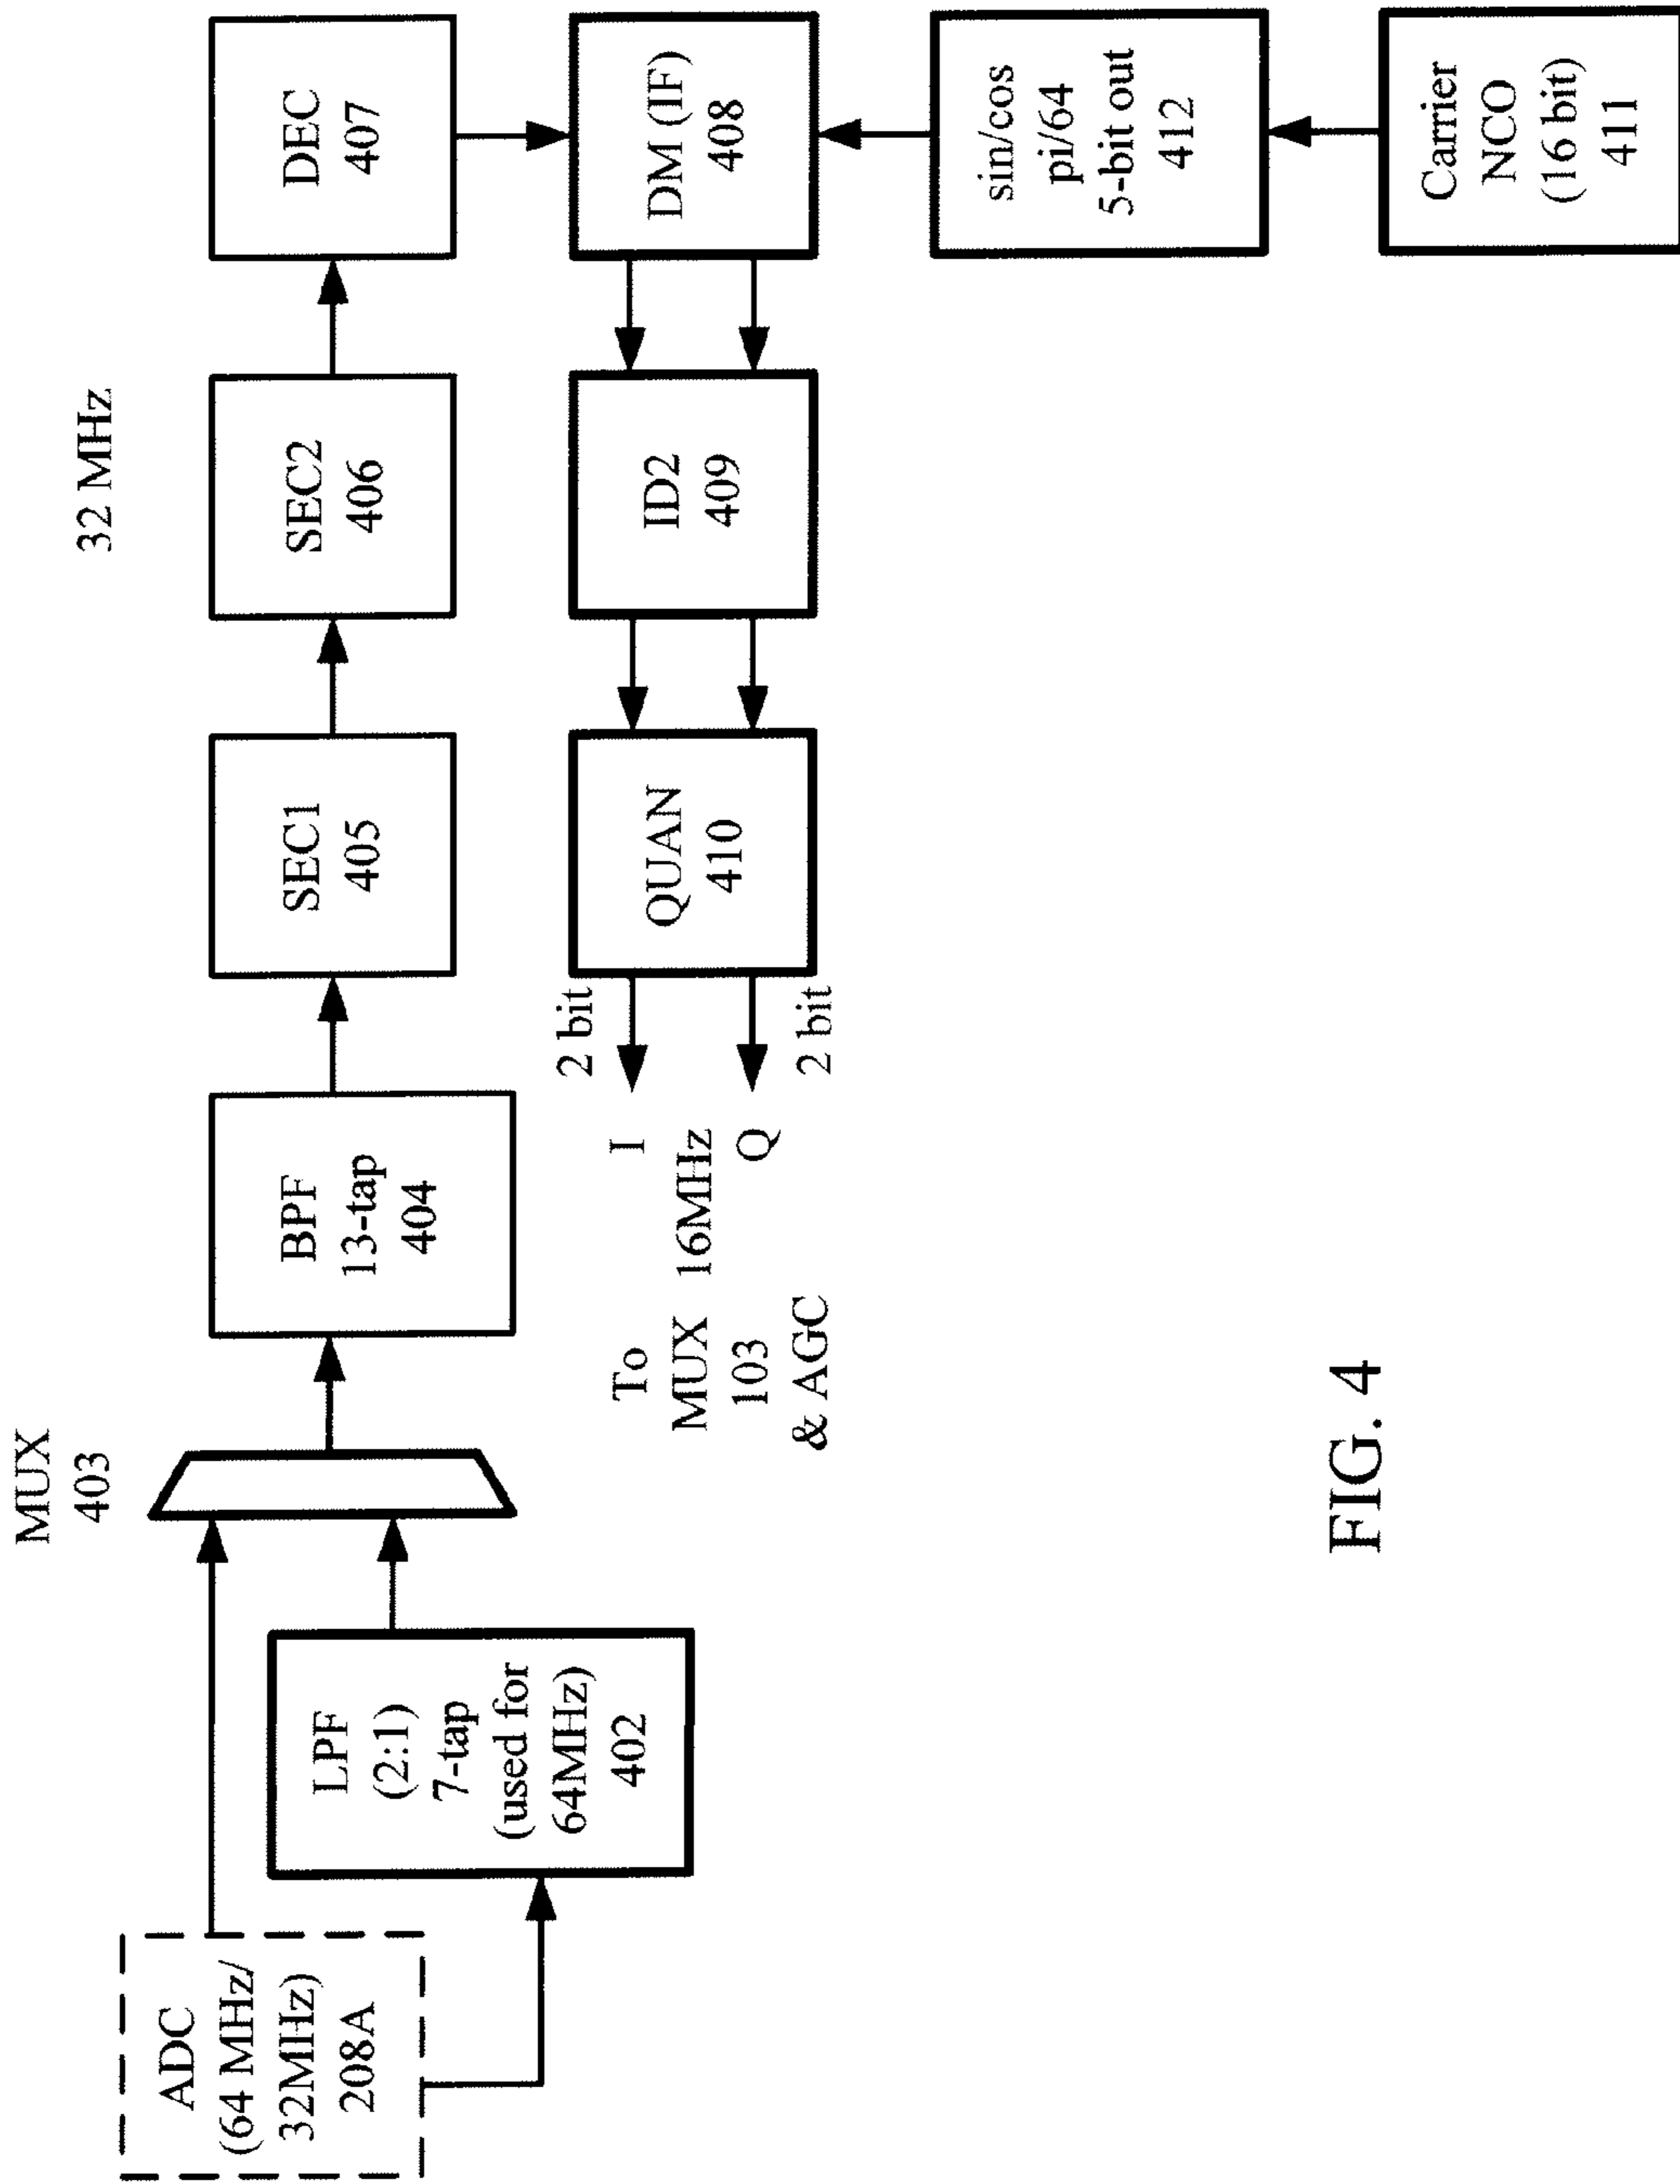 MUX
403
32 MHz
ADC
(64 MHz/
32MHz)
208A
LPF
(2:1)
7-tap
(used for
64MHz)
402
BPF
13-tap
404
SEC1
405
SEC2
406
DEC
407
To
MUX
103
& AGC
I
16MHz
Q
2 bit
2 bit
QUAN
410
ID2
409
DM (IF)
408
sin/cos
pi/64
5-bit out
412
Carrier
NCO
(16 bit)
411
FIG. 4